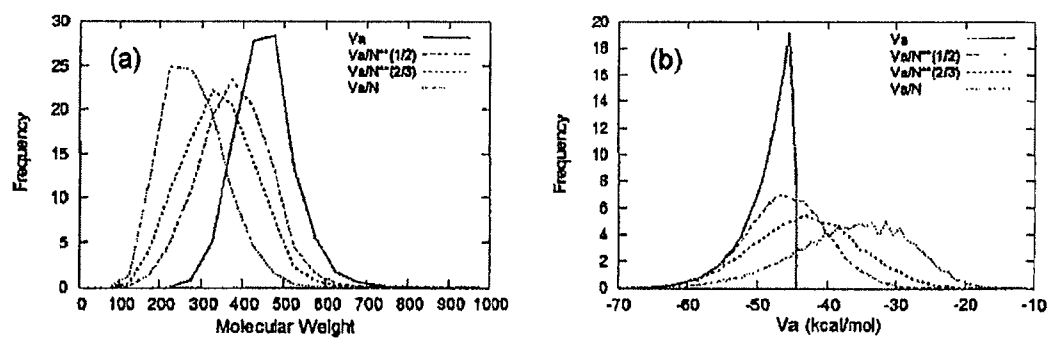 (a)
Va
Va/N**(1/2)
Va/N**(2/3)
Va/N
Frequency
30
25
20
15
10
5
0
0 100 200 300 400 500 600 700 800 900 1000
Molecular Weight
(b)
Va
Va/N**(1/2)
Va/N**(2/3)
Va/N
Frequency
20
18
16
14
12
10
8
6
4
2
0
-70 -60 -50 -40 -30 -20 -10
Va (kcal/mol)